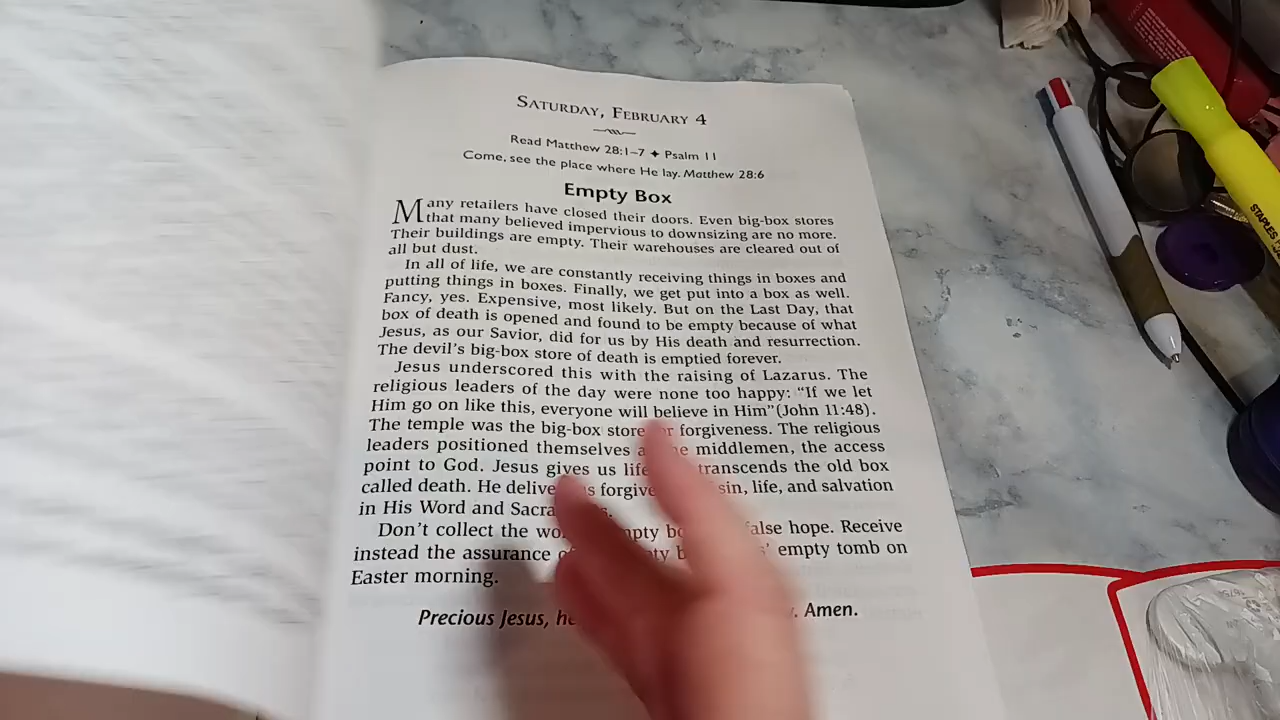 SATURDAY, FEBRUARY 4
Read Matthew 28:1–7 ✦ Psalm 11
Come, see the place where He lay. Matthew 28:6
Empty Box
Many retailers have closed their doors. Even big-box stores
that many believed impervious to downsizing are no more.
Their buildings are empty. Their warehouses are cleared out of
all but dust.
In all of life, we are constantly receiving things in boxes and
putting things in boxes. Finally, we get put into a box as well.
Fancy, yes. Expensive, most likely. But on the Last Day, that
box of death is opened and found to be empty because of what
Jesus, as our Savior, did for us by His death and resurrection.
The devil's big-box store of death is emptied forever.
Jesus underscored this with the raising of Lazarus. The
religious leaders of the day were none too happy: “If we let
Him go on like this, everyone will believe in Him” (John 11:48).
The temple was the big-box store forgiveness. The religious
leaders positioned themselves middlemen, the access
point to God. Jesus gives us life transcends the old box
called death. He sin, life, and salvation
in His Word and
Don't collect the false hope. Receive
instead the assurance empty tomb on
Easter morning.
Precious Jesus, Amen.
STAPLES